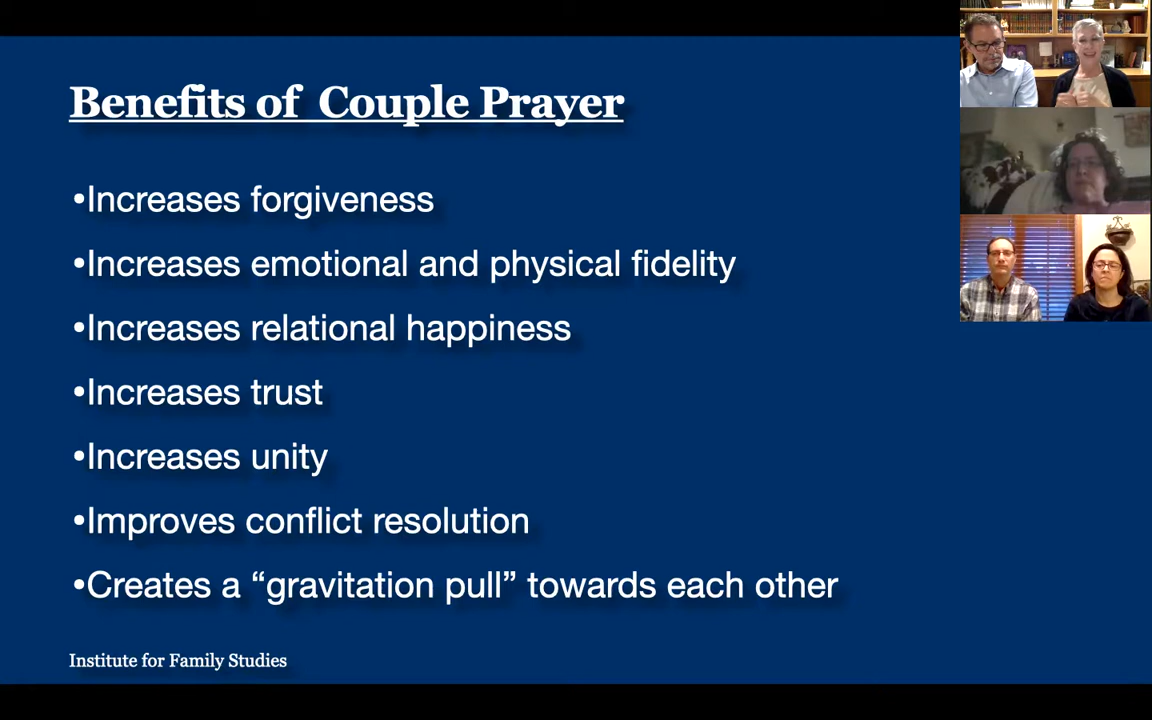 Benefits of Couple Prayer
•Increases forgiveness
•Increases emotional and physical fidelity
•Increases relational happiness
•Increases trust
•Increases unity
•Improves conflict resolution
•Creates a “gravitation pull” towards each other
Institute for Family Studies